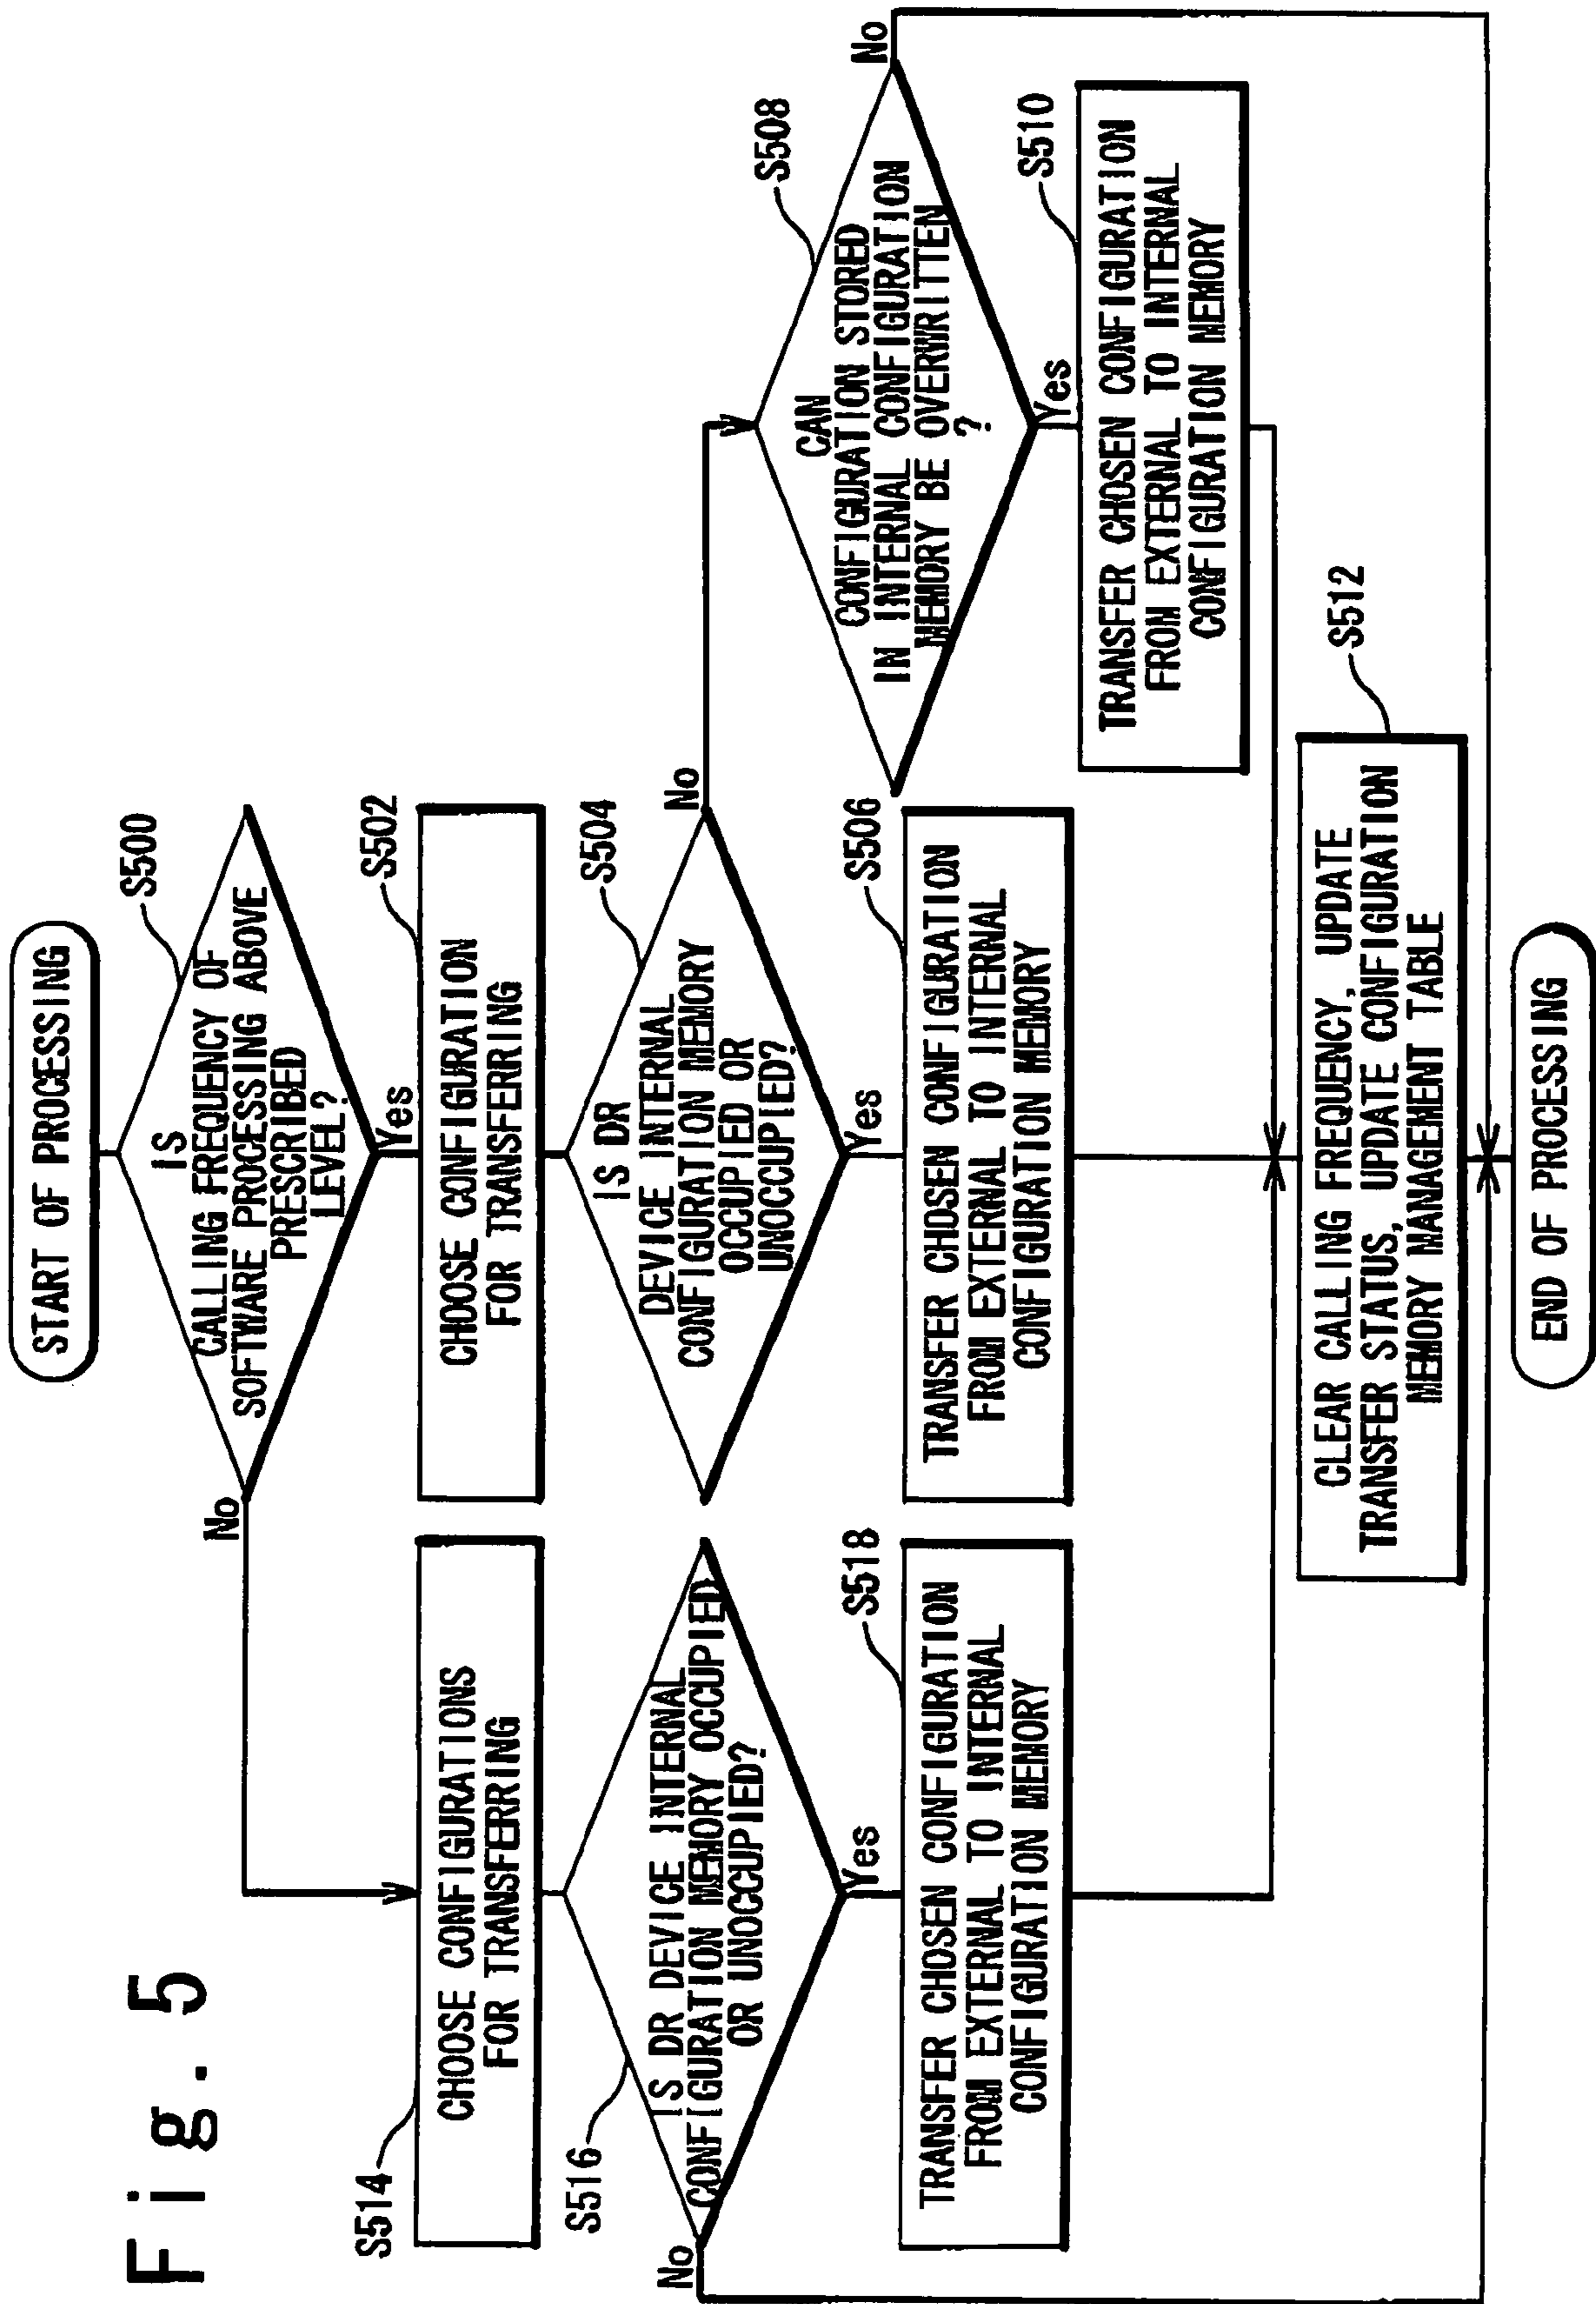 Fig. 5
START OF PROCESSING
S500
IS
CALLING FREQUENCY OF
SOFTWARE PROCESSING ABOVE
PRESCRIBED
LEVEL?
No
Yes
S502
CHOOSE CONFIGURATION
FOR TRANSFERRING
S504
IS DR
DEVICE INTERNAL
CONFIGURATION MEMORY
OCCUPIED OR
UNOCCUPIED?
No
Yes
S506
TRANSFER CHOSEN CONFIGURATION
FROM EXTERNAL TO INTERNAL
CONFIGURATION MEMORY
S508
CAN
CONFIGURATION STORED
IN INTERNAL CONFIGURATION
MEMORY BE OVERWRITTEN
?
No
Yes
S510
TRANSFER CHOSEN CONFIGURATION
FROM EXTERNAL TO INTERNAL
CONFIGURATION MEMORY
S514
CHOOSE CONFIGURATIONS
FOR TRANSFERRING
S516
IS DR DEVICE INTERNAL
CONFIGURATION MEMORY OCCUPIED
OR UNOCCUPIED?
No
Yes
S518
TRANSFER CHOSEN CONFIGURATION
FROM EXTERNAL TO INTERNAL
CONFIGURATION MEMORY
S512
CLEAR CALLING FREQUENCY, UPDATE
TRANSFER STATUS, UPDATE CONFIGURATION
MEMORY MANAGEMENT TABLE
END OF PROCESSING